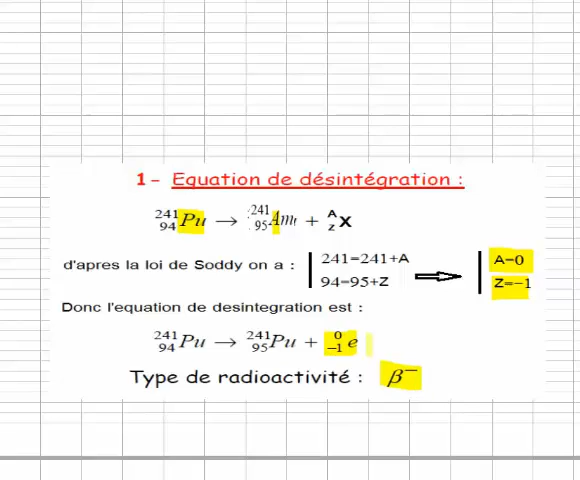 1- Equation de désintégration :
²⁴¹₉₄Pu → ²⁴¹₉₅Am + ᴬ_Z X
d'apres la loi de Soddy on a : 241=241+A A=0
94=95+Z Z=-1
Donc l'equation de desintegration est :
²⁴¹₉₄Pu → ²⁴¹₉₅Pu + ⁰₋₁e
Type de radioactivité : β⁻